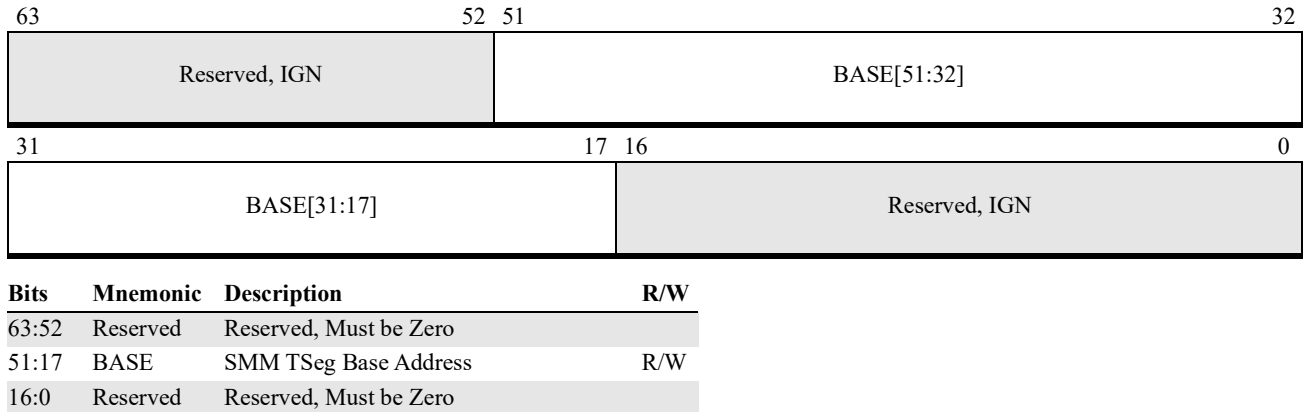 63 52 51 32
Reserved, IGN BASE[51:32]
31 17 16 0
BASE[31:17] Reserved, IGN
Bits Mnemonic Description R/W
63:52 Reserved Reserved, Must be Zero
51:17 BASE SMM TSeg Base Address R/W
16:0 Reserved Reserved, Must be Zero